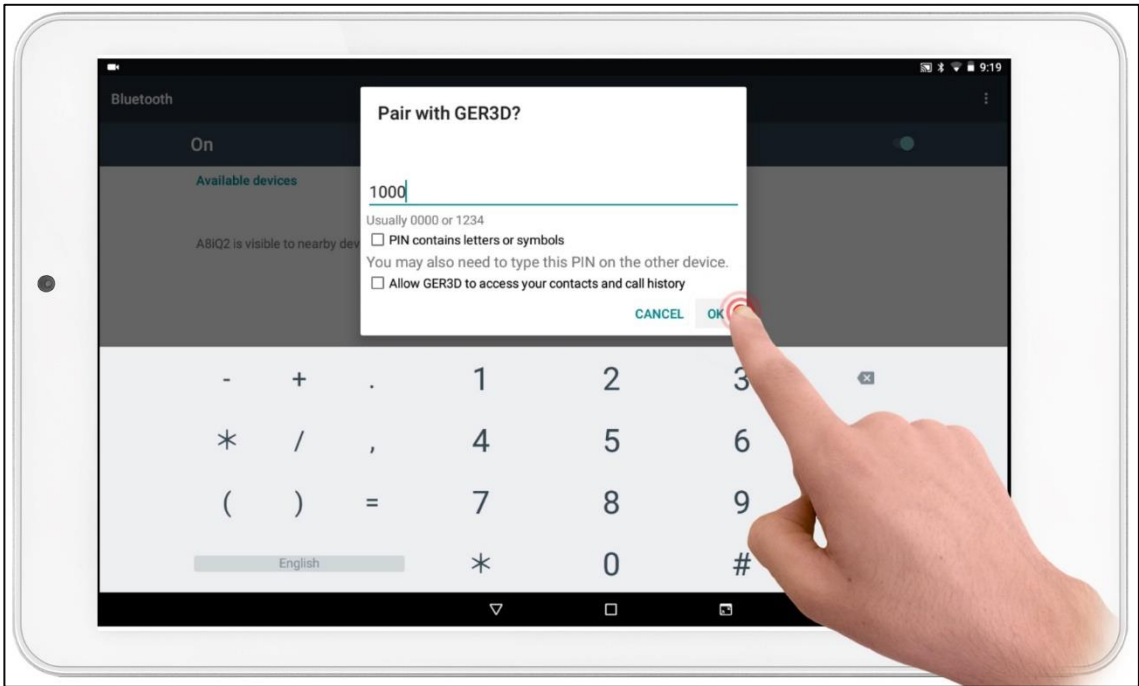 9:19
Bluetooth
Pair with GER3D?
On
Available devices
1000
Usually 0000 or 1234
A8iQ2 is visible to nearby dev
PIN contains letters or symbols
You may also need to type this PIN on the other device.
Allow GER3D to access your contacts and call history
CANCEL OK
- + . 1 2 3
* / , 4 5 6
( ) = 7 8 9
English * 0 #